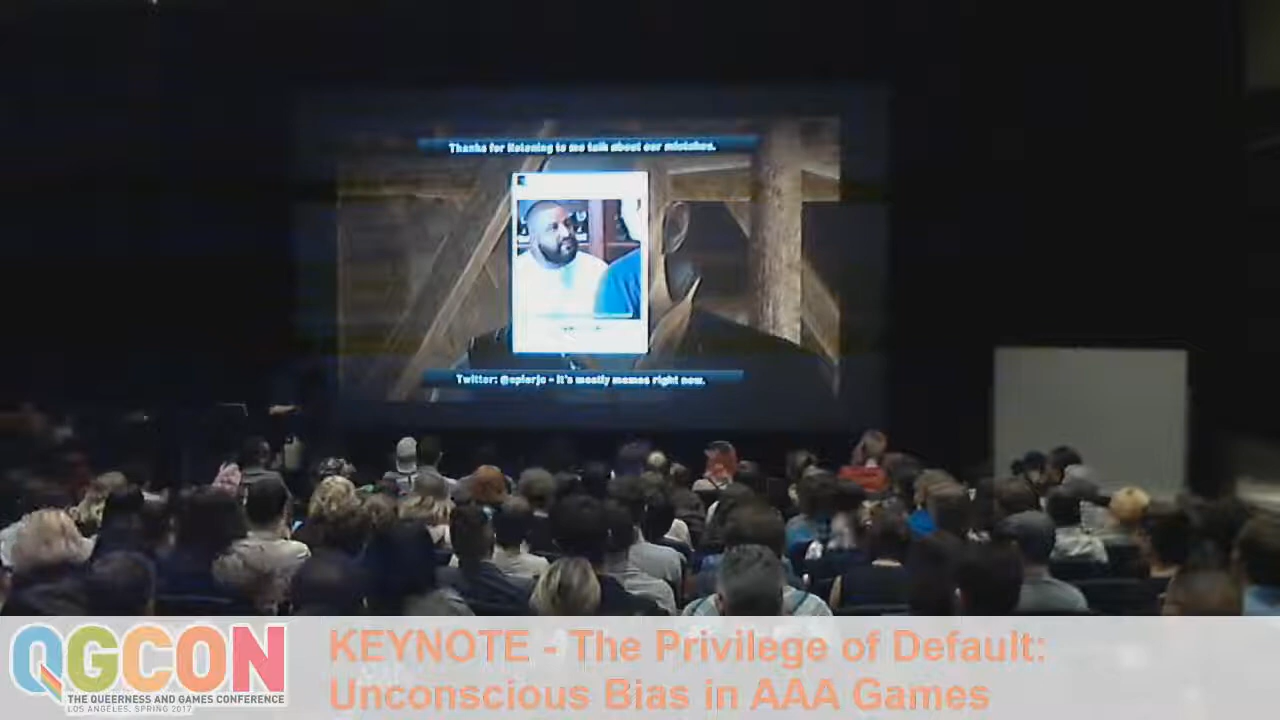 Thanks for listening to me talk about our mistakes.
Twitter: @eplerjc - It's mostly memes right now.
QGCON
THE QUEERNESS AND GAMES CONFERENCE
LOS ANGELES, SPRING 2017
KEYNOTE - The Privilege of Default:
Unconscious Bias in AAA Games